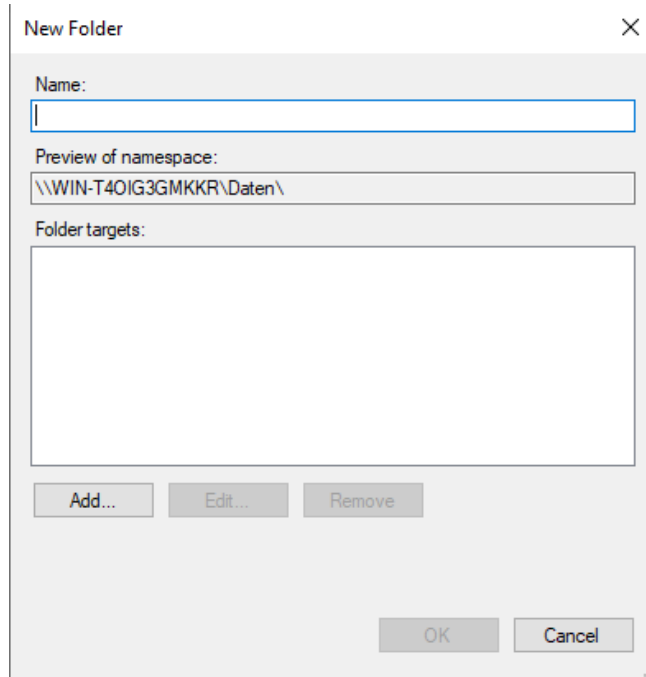 New Folder
Name:
Preview of namespace:
\\WIN-T4OIG3GMKKR\Daten\
Folder targets:
Add... Edit... Remove
OK Cancel